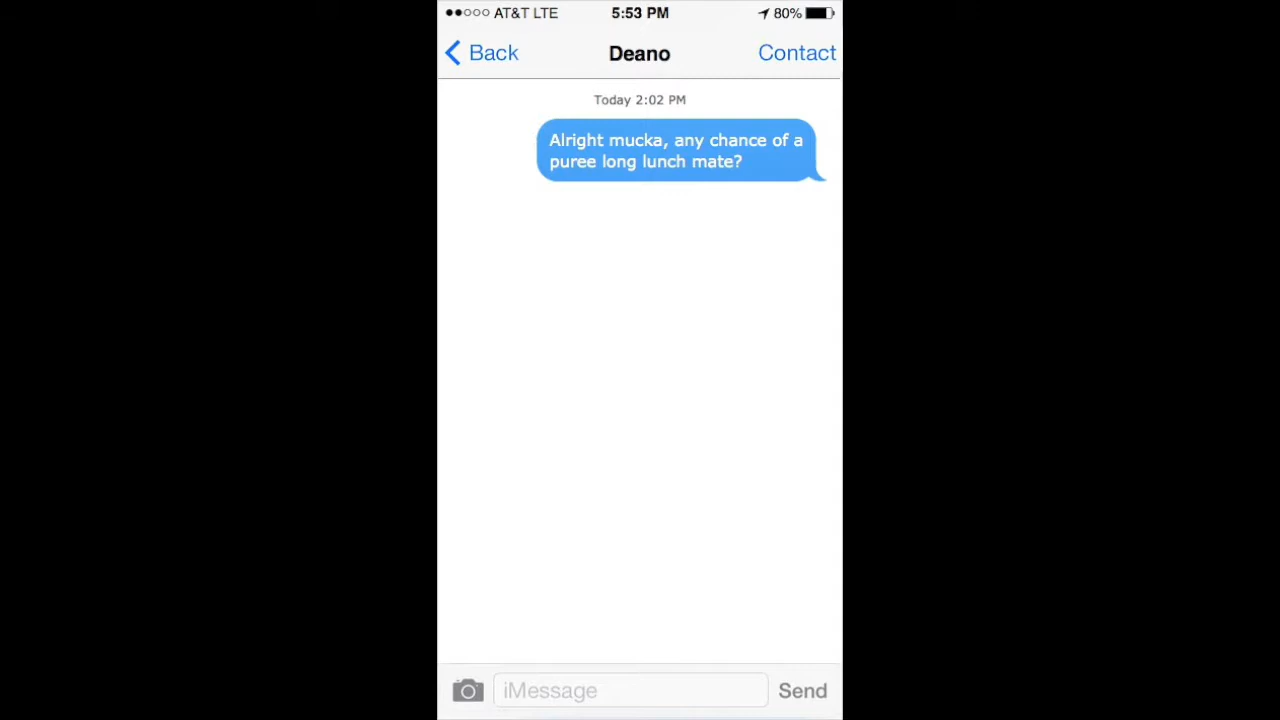 AT&T LTE 5:53 PM 80%
Back Deano Contact
Today 2:02 PM
Alright mucka, any chance of a
puree long lunch mate?
iMessage Send